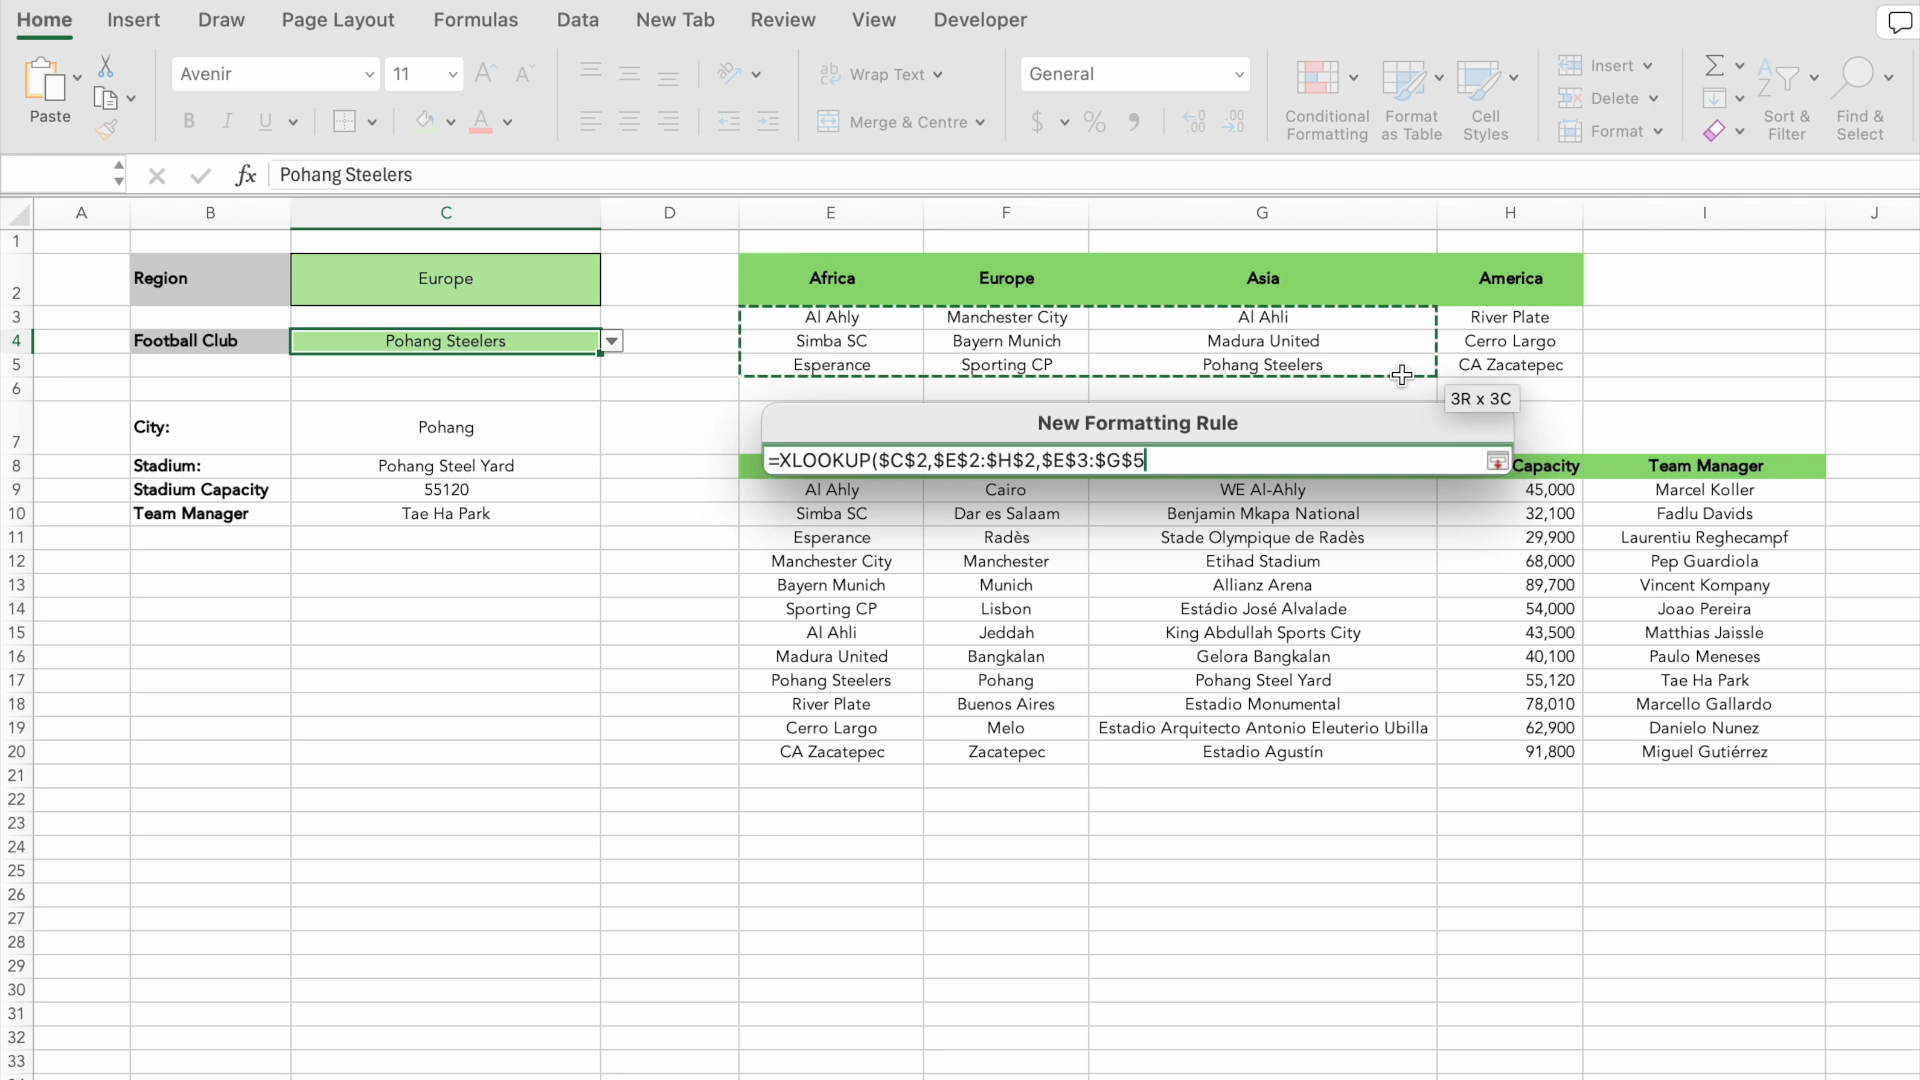 Home Insert Draw Page Layout Formulas Data New Tab Review View Developer
Paste
Avenir 11
B I U A
Wrap Text
Merge & Centre
General
$ % 9
Conditional Formatting
Format as Table
Cell Styles
Insert
Delete
Format
Sort & Filter
Find & Select
fx Pohang Steelers
A B C D E F G H I J
1
2 Region Europe Africa Europe Asia America
3 Al Ahly Manchester City Al Ahli River Plate
4 Football Club Pohang Steelers Simba SC Bayern Munich Madura United Cerro Largo
5 Esperance Sporting CP Pohang Steelers CA Zacatepec
6
3R x 3C
New Formatting Rule
=XLOOKUP($C$2,$E$2:$H$2,$E$3:$G$5
7 City: Pohang
8 Stadium: Pohang Steel Yard Capacity Team Manager
9 Stadium Capacity 55120 Al Ahly Cairo WE Al-Ahly 45,000 Marcel Koller
10 Team Manager Tae Ha Park Simba SC Dar es Salaam Benjamin Mkapa National 32,100 Fadlu Davids
11 Esperance Radès Stade Olympique de Radès 29,900 Laurentiu Reghecampf
12 Manchester City Manchester Etihad Stadium 68,000 Pep Guardiola
13 Bayern Munich Munich Allianz Arena 89,700 Vincent Kompany
14 Sporting CP Lisbon Estádio José Alvalade 54,000 Joao Pereira
15 Al Ahli Jeddah King Abdullah Sports City 43,500 Matthias Jaissle
16 Madura United Bangkalan Gelora Bangkalan 40,100 Paulo Meneses
17 Pohang Steelers Pohang Pohang Steel Yard 55,120 Tae Ha Park
18 River Plate Buenos Aires Estadio Monumental 78,010 Marcello Gallardo
19 Cerro Largo Melo Estadio Arquitecto Antonio Eleuterio Ubilla 62,900 Danielo Nunez
20 CA Zacatepec Zacatepec Estadio Agustín 91,800 Miguel Gutiérrez
21
22
23
24
25
26
27
28
29
30
31
32
33